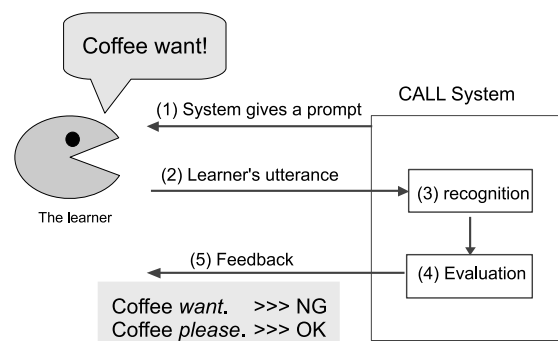 Coffee want!
CALL System
(1) System gives a prompt
(2) Learner's utterance
(3) recognition
The learner
(4) Evaluation
(5) Feedback
Coffee want. >>> NG
Coffee please. >>> OK